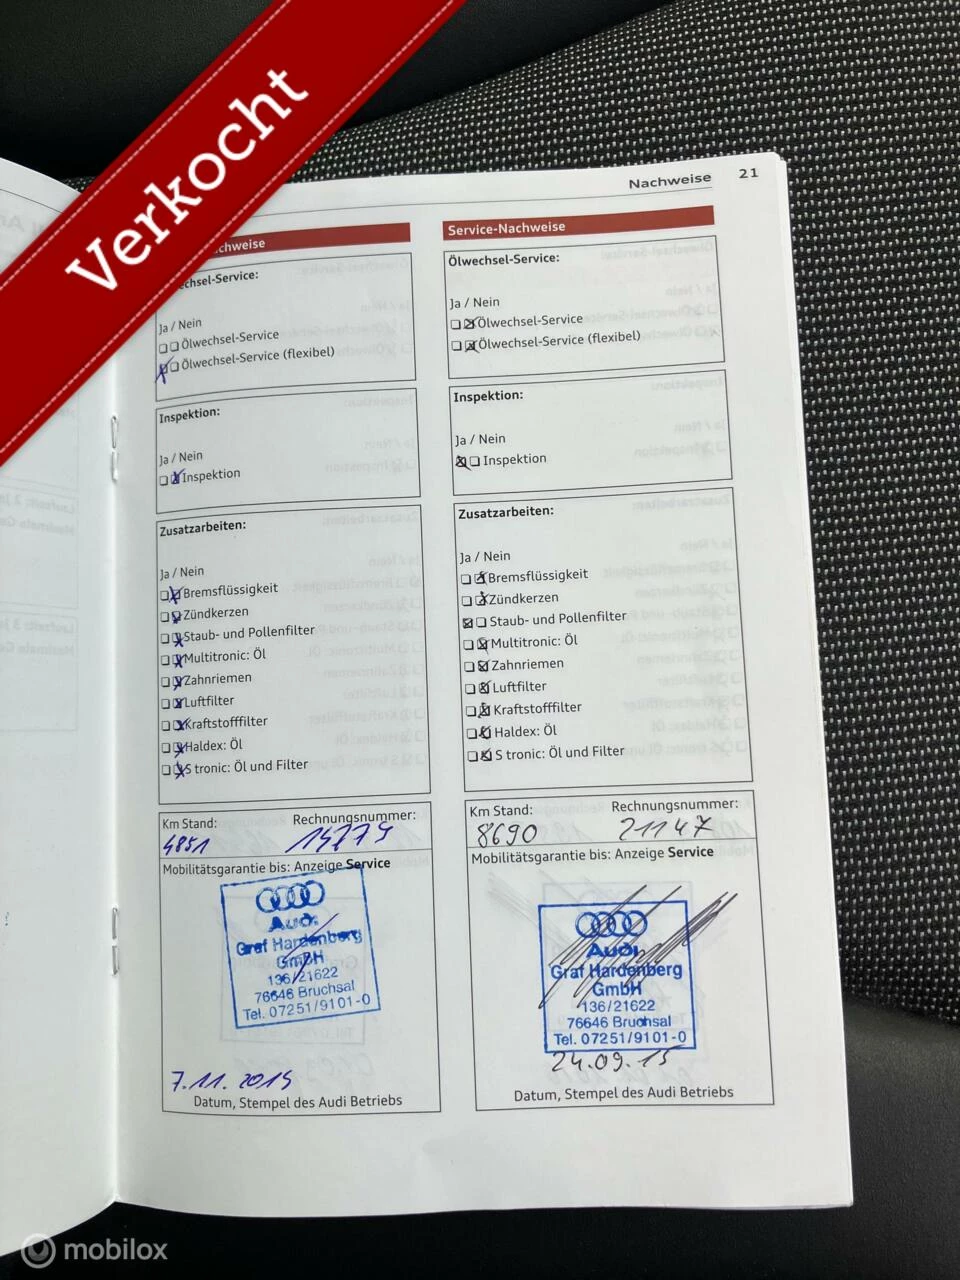 Verkocht
Nachweise 21
chweise
echsel-Service:
Ja / Nein
Ölwechsel-Service
Ölwechsel-Service (flexibel)
Inspektion:
Ja / Nein
Inspektion
Zusatzarbeiten:
Ja / Nein
Bremsflüssigkeit
Zündkerzen
Staub- und Pollenfilter
Multitronic: Öl
Zahnriemen
Luftfilter
Kraftstofffilter
Haldex: Öl
S tronic: Öl und Filter
Km Stand: Rechnungsnummer:
4851
Mobilitätsgarantie bis: Anzeige Service
Audi
Graf Hardenberg
GmbH
136/21622
76646 Bruchsal
Tel. 07251/9101-0
7.11. 2014
Datum, Stempel des Audi Betriebs
Service-Nachweise
Ölwechsel-Service:
Ja / Nein
Ölwechsel-Service
Ölwechsel-Service (flexibel)
Inspektion:
Ja / Nein
Inspektion
Zusatzarbeiten:
Ja / Nein
Bremsflüssigkeit
Zündkerzen
Staub- und Pollenfilter
Multitronic: Öl
Zahnriemen
Luftfilter
Kraftstofffilter
Haldex: Öl
S tronic: Öl und Filter
Km Stand: Rechnungsnummer:
8690 21147
Mobilitätsgarantie bis: Anzeige Service
Audi
Graf Hardenberg
GmbH
136/21622
76646 Bruchsal
Tel. 07251/9101-0
24.09.15
Datum, Stempel des Audi Betriebs
mobilox